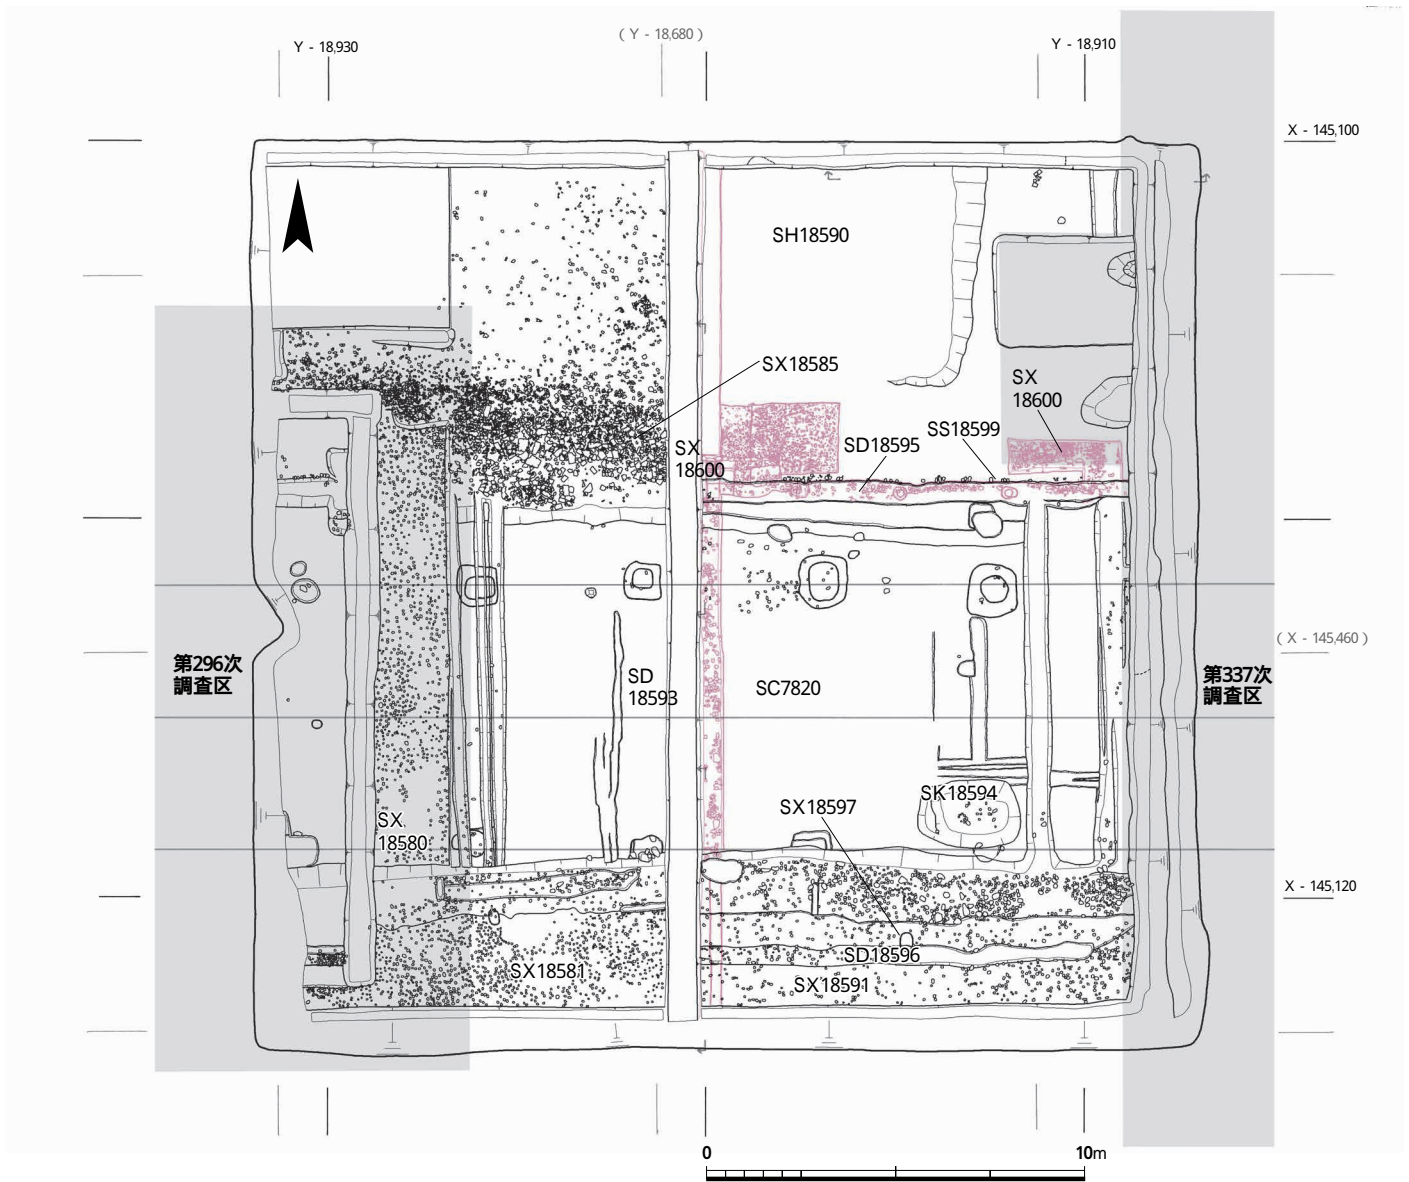 Y - 18,930
( Y - 18,680 )
Y - 18,910
X - 145,100
SH18590
SX18585
SX
18600
SS18599
SD18595
SX
18600
( X - 145,460 )
第296次
調査区
第337次
調査区
SD
18593
SC7820
SK18594
SX18597
SX
18580
X - 145,120
SD18596
SX18581
SX18591
0
10m